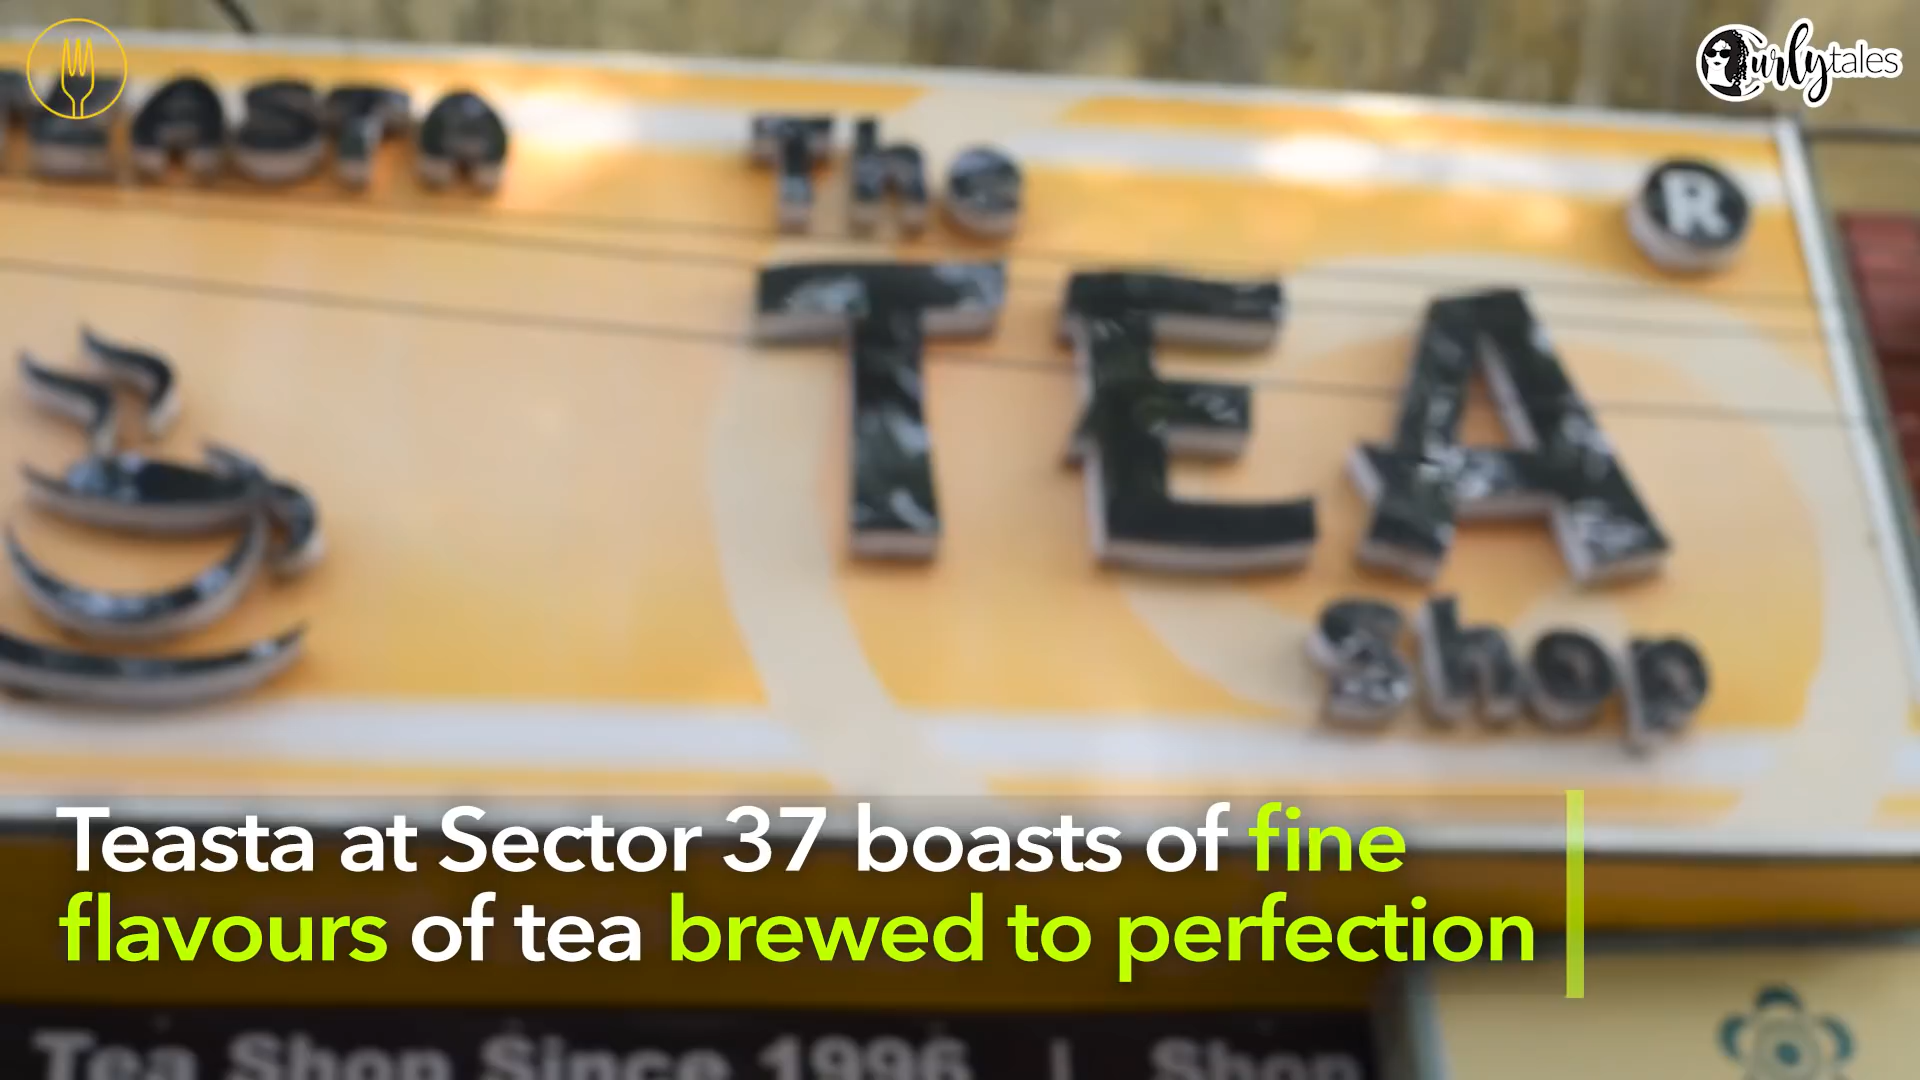 urlytales
TEASTA The
R
TEA
Shop
Teasta at Sector 37 boasts of fine
flavours of tea brewed to perfection
Tea Shop Since 1996 | Shop